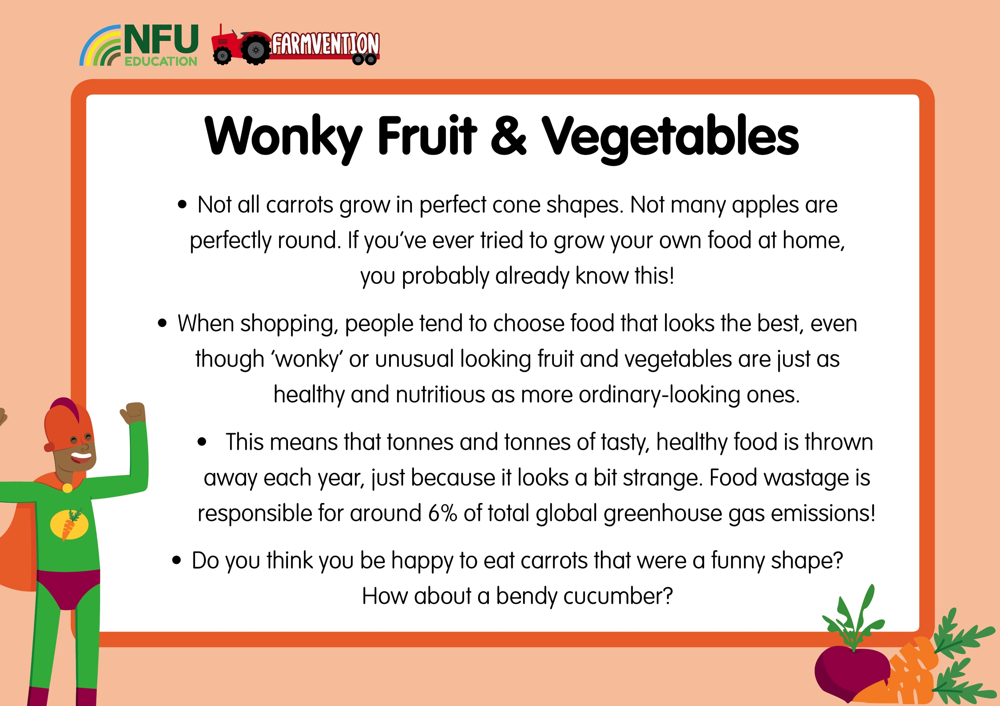 NFU
EDUCATION
FARMVENTION
Wonky Fruit & Vegetables
• Not all carrots grow in perfect cone shapes. Not many apples are
perfectly round. If you’ve ever tried to grow your own food at home,
you probably already know this!
• When shopping, people tend to choose food that looks the best, even
though ‘wonky’ or unusual looking fruit and vegetables are just as
healthy and nutritious as more ordinary-looking ones.
• This means that tonnes and tonnes of tasty, healthy food is thrown
away each year, just because it looks a bit strange. Food wastage is
responsible for around 6% of total global greenhouse gas emissions!
• Do you think you be happy to eat carrots that were a funny shape?
How about a bendy cucumber?